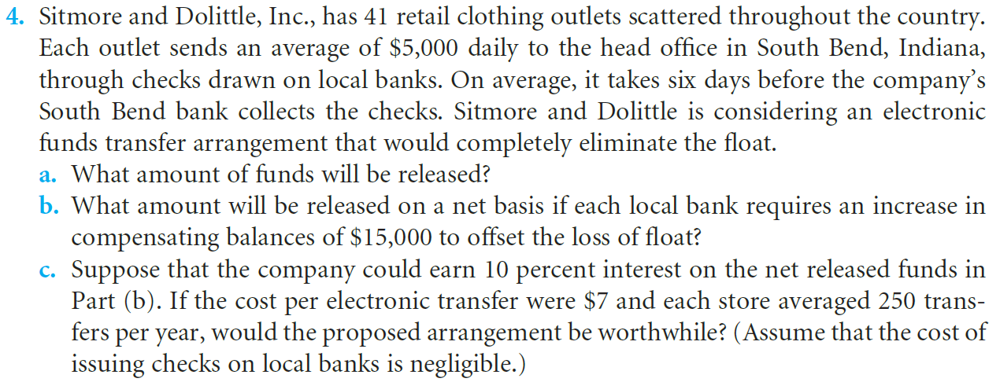 4. Sitmore and Dolittle, Inc., has 41 retail clothing outlets scattered throughout the country.
Each outlet sends an average of $5,000 daily to the head office in South Bend, Indiana,
through checks drawn on local banks. On average, it takes six days before the company's
South Bend bank collects the checks. Sitmore and Dolittle is considering an electronic
funds transfer arrangement that would completely eliminate the float.
a. What amount of funds will be released?
b. What amount will be released on a net basis if each local bank requires an increase in
compensating balances of $15,000 to offset the loss of float?
c. Suppose that the company could earn 10 percent interest on the net released funds in
Part (b). If the cost per electronic transfer were $7 and each store averaged 250 trans-
fers per year, would the proposed arrangement be worthwhile? (Assume that the cost of
issuing checks on local banks is negligible.)